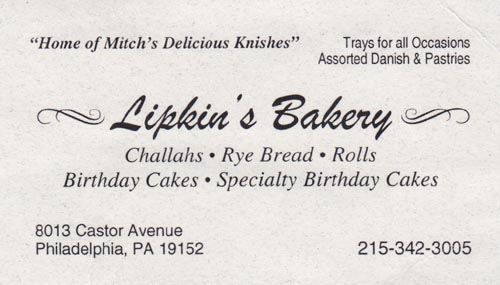 "Home of Mitch's Delicious Knishes"
Trays for all Occasions
Assorted Danish & Pastries
Lipkin's Bakery
Challahs • Rye Bread • Rolls
Birthday Cakes • Specialty Birthday Cakes
8013 Castor Avenue
Philadelphia, PA 19152
215-342-3005